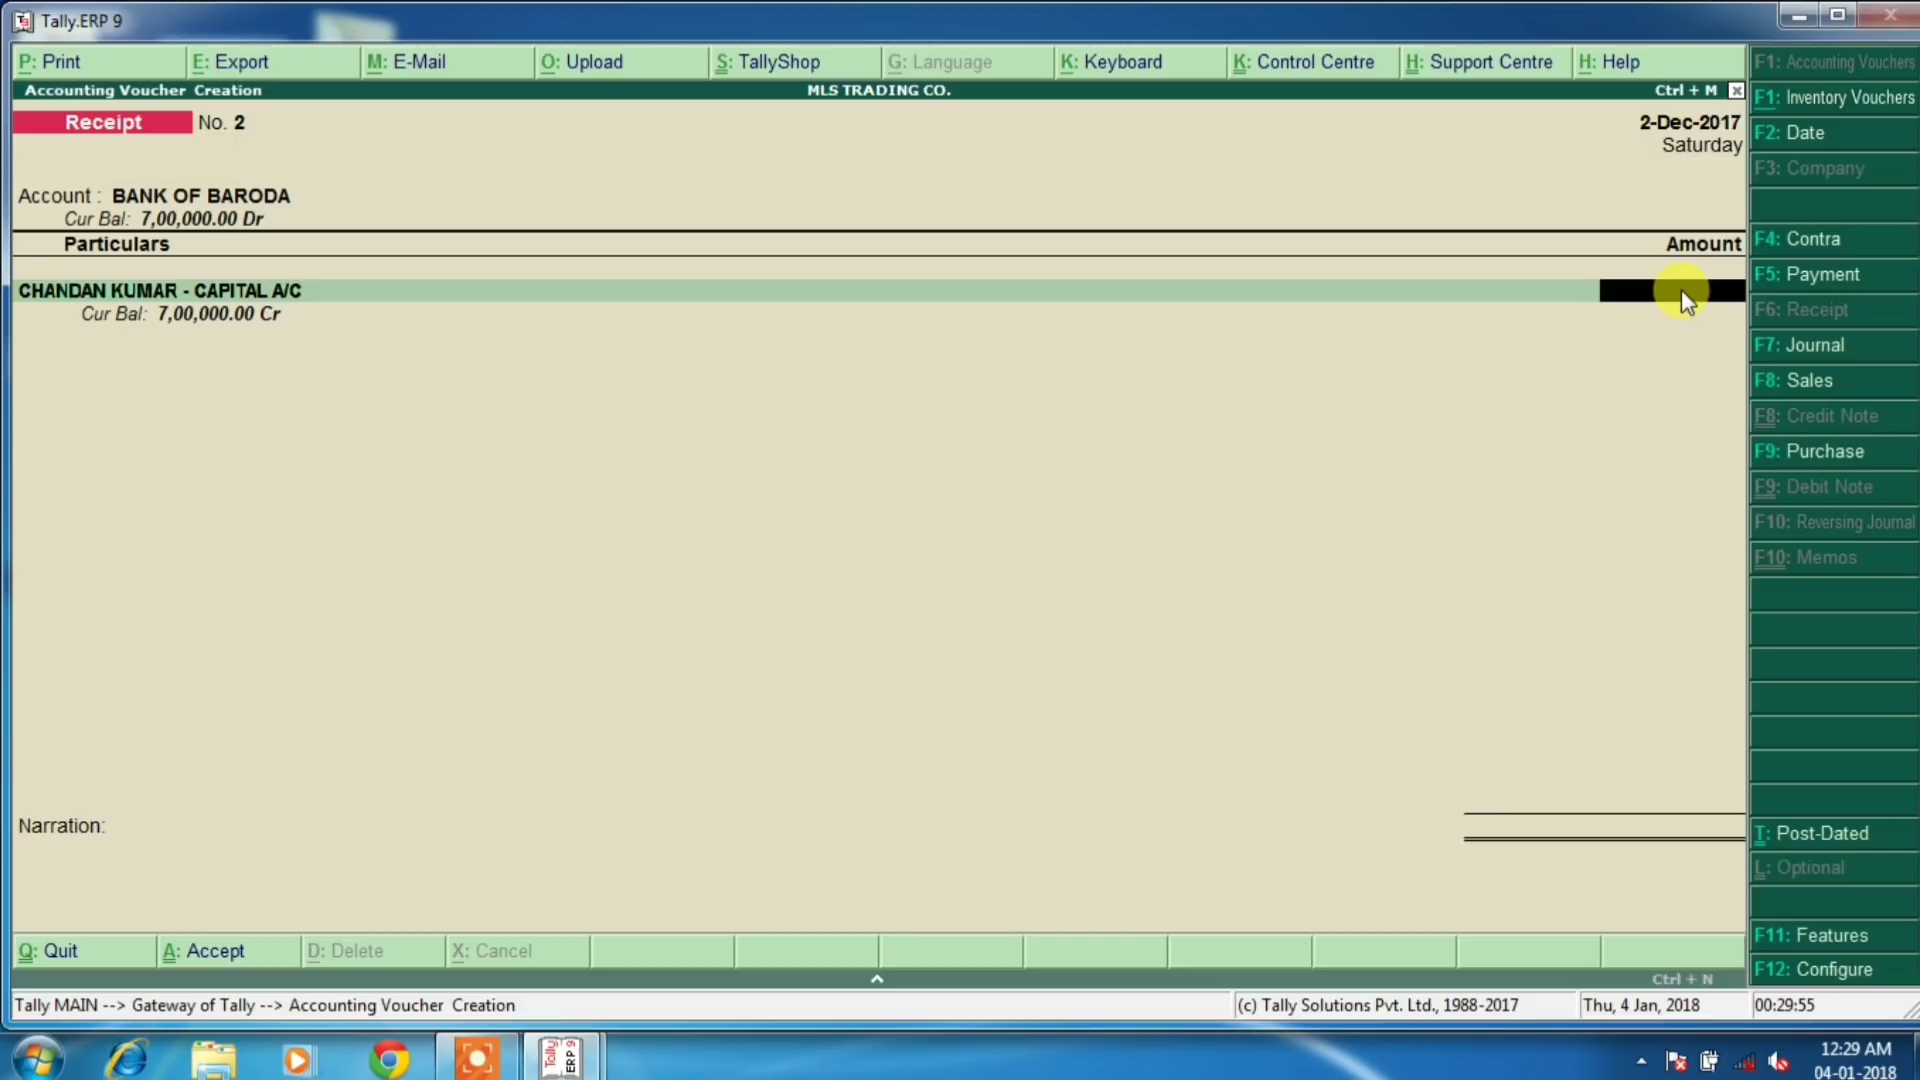 Tally.ERP 9
P: Print E: Export M: E-Mail O: Upload S: TallyShop G: Language K: Keyboard K: Control Centre H: Support Centre H: Help
Accounting Voucher Creation MLS TRADING CO. Ctrl + M
Receipt No. 2 2-Dec-2017
Saturday
Account : BANK OF BARODA
Cur Bal: 7,00,000.00 Dr
Particulars Amount
CHANDAN KUMAR - CAPITAL A/C
Cur Bal: 7,00,000.00 Cr
Narration:
F1: Accounting Vouchers
F1: Inventory Vouchers
F2: Date
F3: Company
F4: Contra
F5: Payment
F6: Receipt
F7: Journal
F8: Sales
F8: Credit Note
F9: Purchase
F9: Debit Note
F10: Reversing Journal
F10: Memos
T: Post-Dated
L: Optional
F11: Features
F12: Configure
Q: Quit A: Accept D: Delete X: Cancel
Ctrl + N
Tally MAIN --> Gateway of Tally --> Accounting Voucher Creation (c) Tally Solutions Pvt. Ltd., 1988-2017 Thu, 4 Jan, 2018 00:29:55
Tally
ERP 9
12:29 AM
04-01-2018